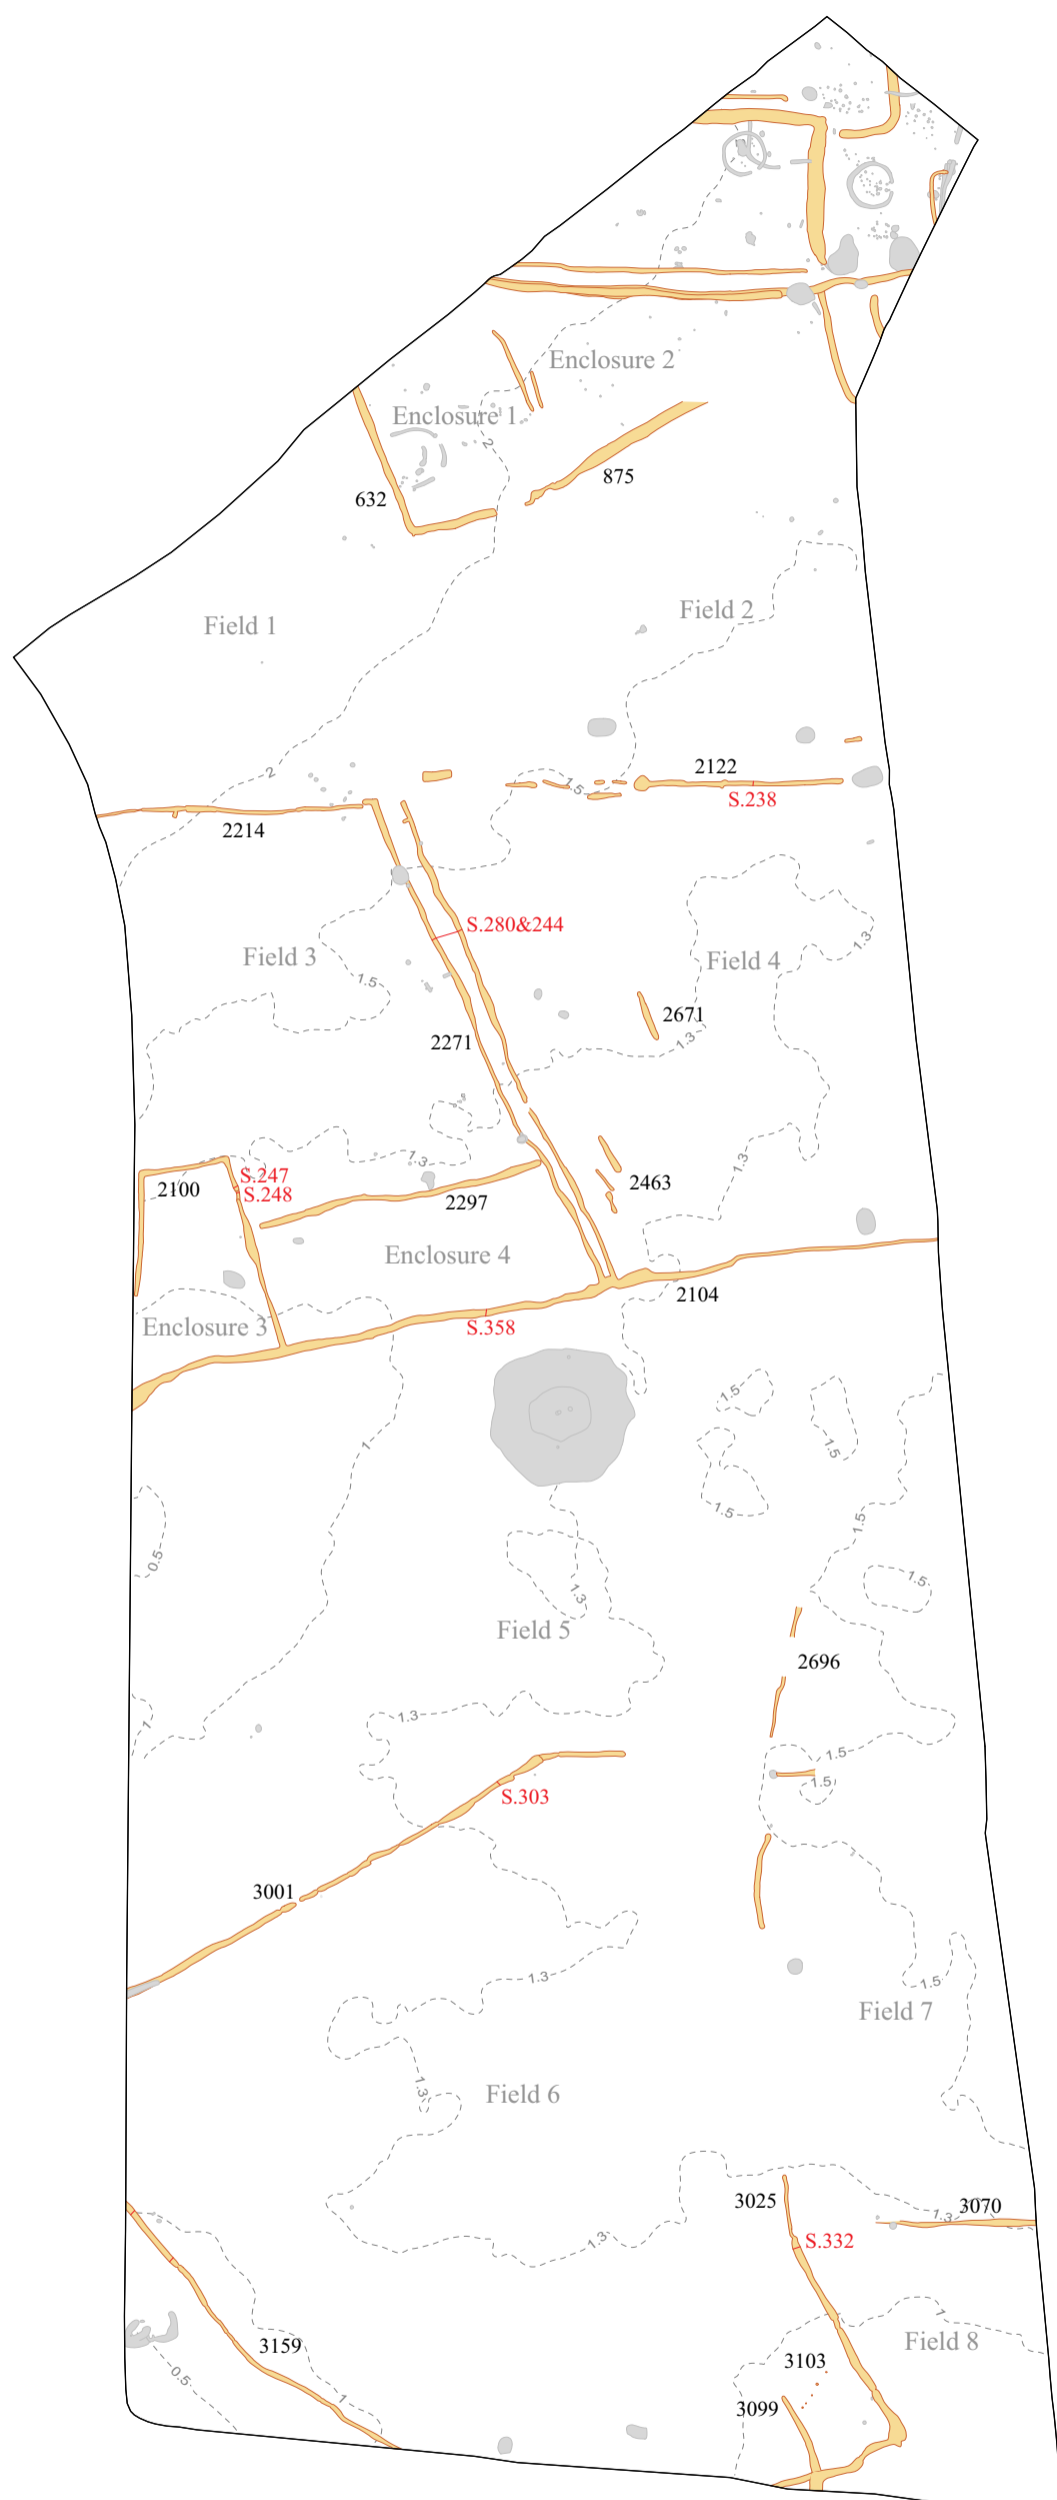 Enclosure 2
Enclosure 1
2
875
632
Field 2
Field 1
2
2122
1.5
S.238
2214
S.280&244
1.3
Field 3
Field 4
1.5
2671
2271
1.3
1.3
1.3
S.247
2100
S.248
2463
2297
Enclosure 4
2104
Enclosure 3
S.358
1.5
1
1.5
1.5
1.5
0.5
1.5
1.3
Field 5
2696
1.3
1
1.5
1.5
S.303
3001
1.3
1.5
Field 7
1.3
Field 6
3025
3070
1.3
S.332
1.3
1
Field 8
3159
3103
0.5
1
3099